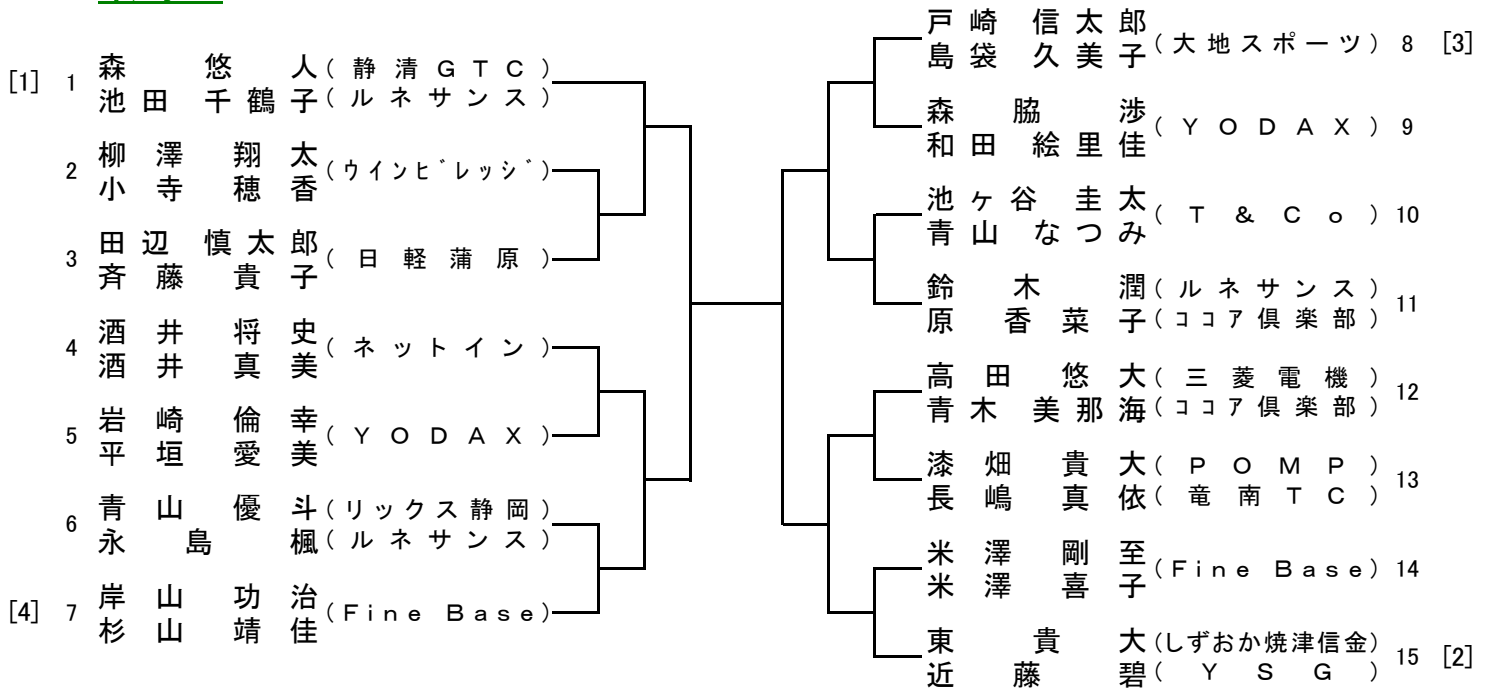 [1] 1 森 悠 人 (静清GTC)
池田 千鶴子 (ルネサンス)
2 柳澤 翔太 (ウインビレッジ)
小寺 穂香
3 田辺 慎太郎 (日軽蒲原)
斉藤 貴子
4 酒井 将史 (ネットイン)
酒井 真美
5 岩崎 倫幸 (YODAX)
平垣 愛美
6 青山 優斗 (リックス静岡)
永島 楓 (ルネサンス)
[4] 7 岸山 功治 (Fine Base)
杉山 靖佳
戸崎 信太郎 (大地スポーツ) 8 [3]
島袋 久美子
森脇 渉 (YODAX) 9
和田 絵里佳
池ヶ谷 圭太 (T&Co) 10
青山 なつみ
鈴木 潤 (ルネサンス) 11
原 香菜子 (ココア倶楽部)
高田 悠大 (三菱電機) 12
青木 美那海 (ココア倶楽部)
漆畑 貴大 (POMP) 13
長嶋 真依 (竜南TC)
米澤 剛至 (Fine Base) 14
米澤 喜子
東 貴大 (しずおか焼津信金) 15 [2]
近藤 碧 (YSG)